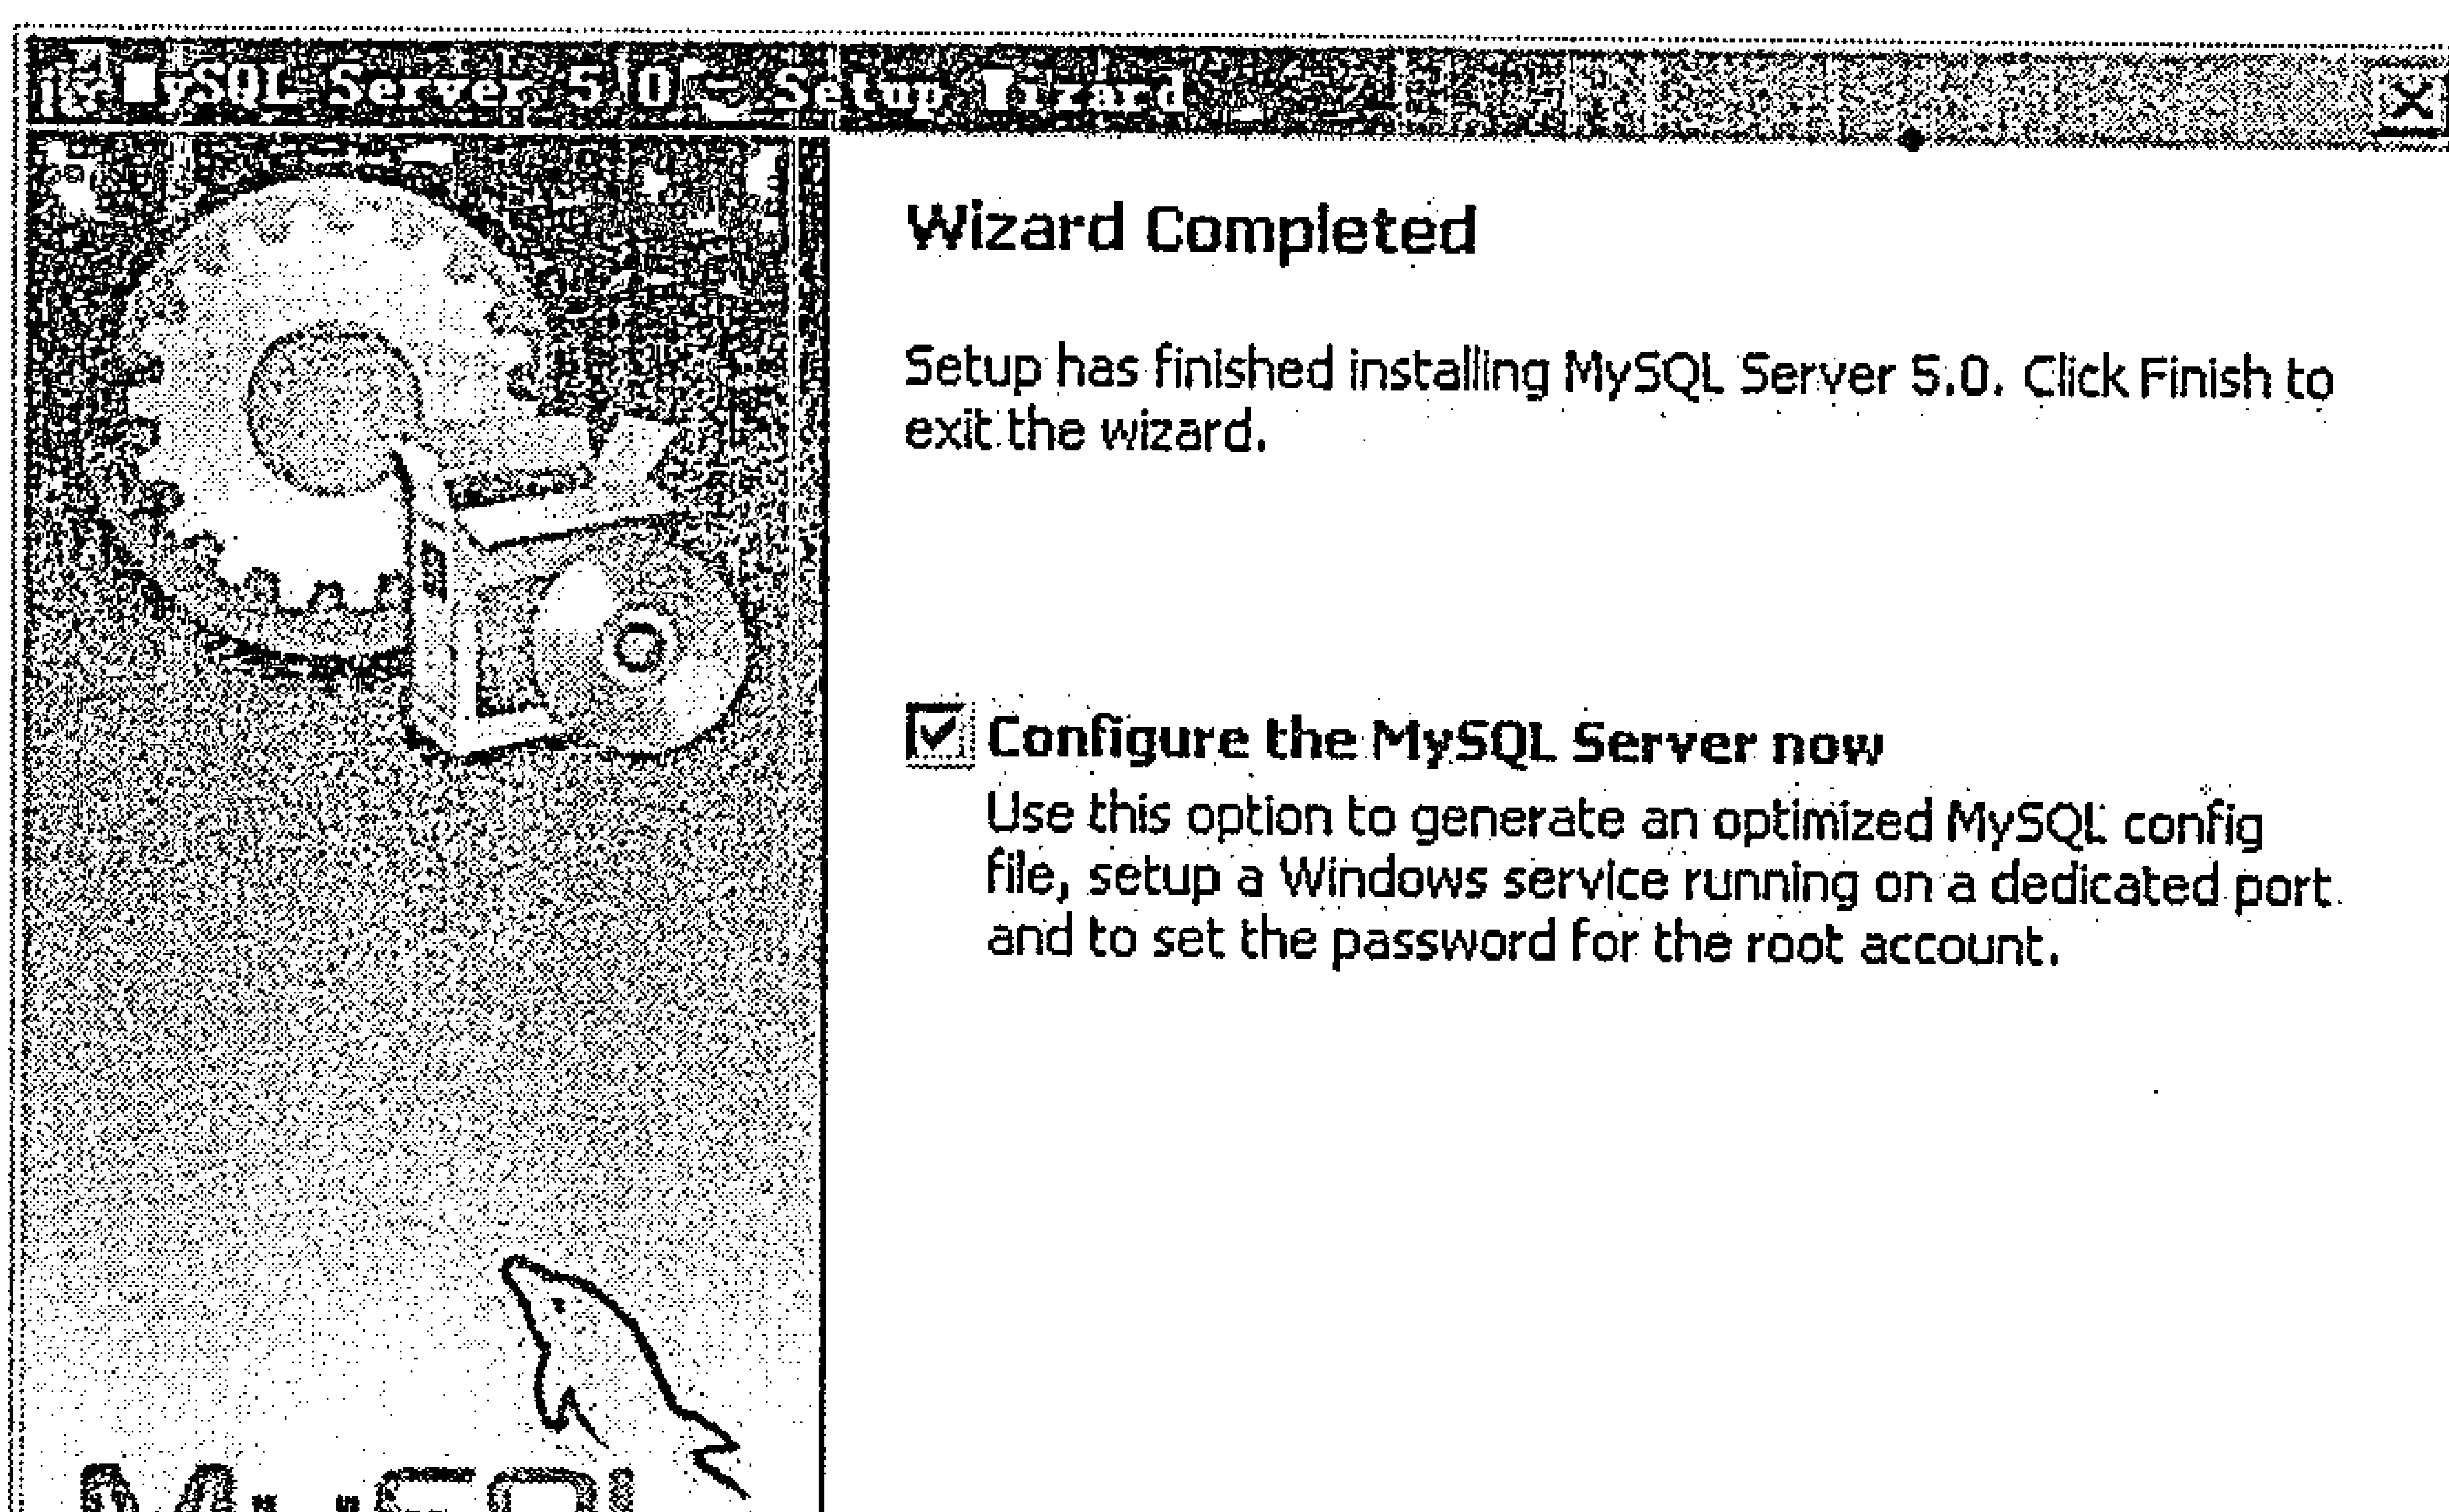 MySQL Server 5.0 - Setup Wizard
Wizard Completed
Setup has finished installing MySQL Server 5.0. Click Finish to
exit the wizard.
Configure the MySQL Server now
Use this option to generate an optimized MySQL config
file, setup a Windows service running on a dedicated port
and to set the password for the root account.
MySQL